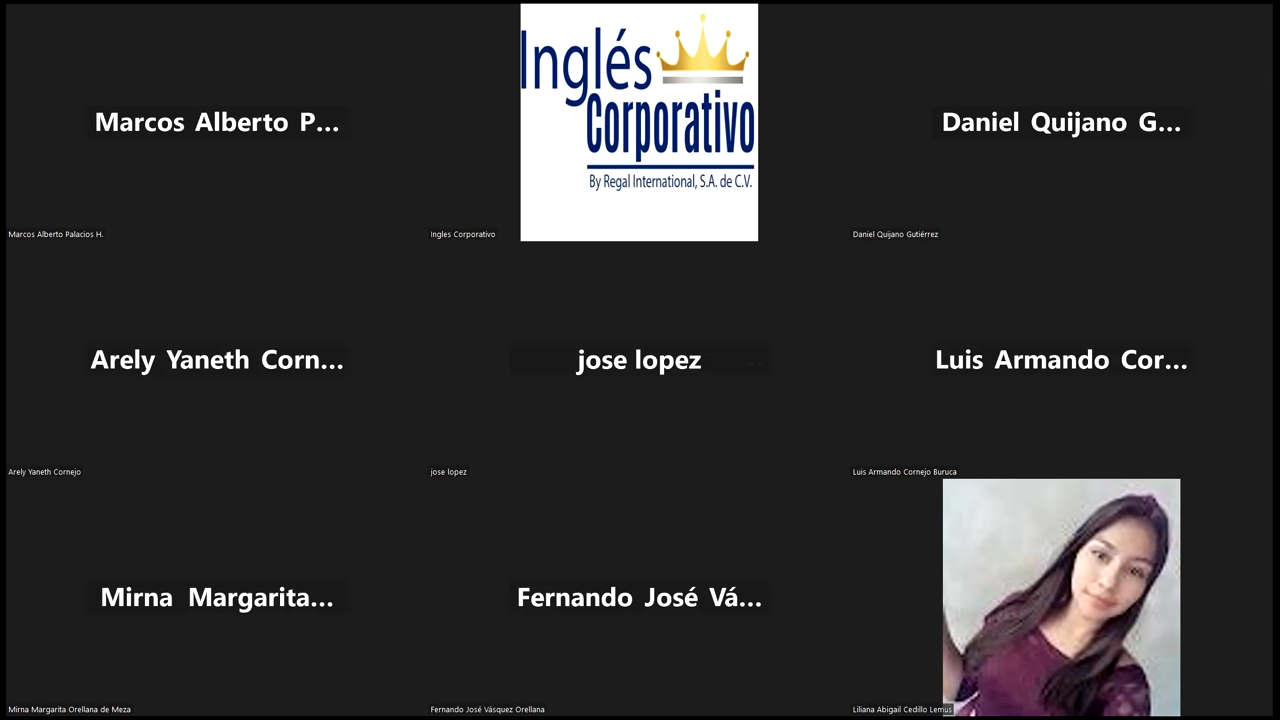 Marcos Alberto P...
Marcos Alberto Palacios H.
Inglés
Corporativo
By Regal International, S.A. de C.V.
Ingles Corporativo
Daniel Quijano G...
Daniel Quijano Gutiérrez
Arely Yaneth Corn...
Arely Yaneth Cornejo
jose lopez
jose lopez
Luis Armando Cor...
Luis Armando Cornejo Buruca
Mirna Margarita...
Mirna Margarita Orellana de Meza
Fernando José Vá...
Fernando José Vásquez Orellana
Liliana Abigail Cedillo Lemus